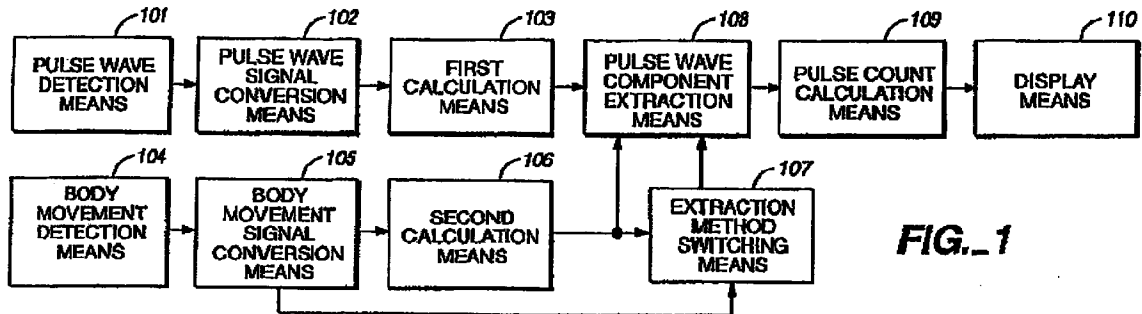 101
PULSE WAVE
DETECTION
MEANS
102
PULSE WAVE
SIGNAL
CONVERSION
MEANS
103
FIRST
CALCULATION
MEANS
108
PULSE WAVE
COMPONENT
EXTRACTION
MEANS
109
PULSE COUNT
CALCULATION
MEANS
110
DISPLAY
MEANS
104
BODY
MOVEMENT
DETECTION
MEANS
105
BODY
MOVEMENT
SIGNAL
CONVERSION
MEANS
106
SECOND
CALCULATION
MEANS
107
EXTRACTION
METHOD
SWITCHING
MEANS
FIG._1